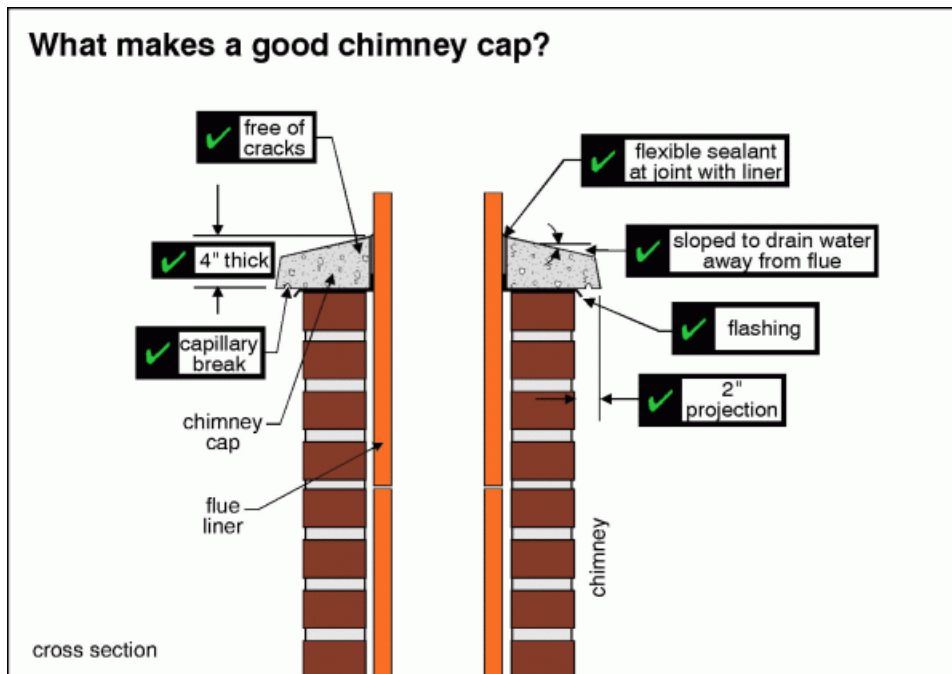 What makes a good chimney cap?
free of
cracks
flexible sealant
at joint with liner
4" thick
sloped to drain water
away from flue
capillary
break
flashing
2"
projection
chimney
cap
flue
liner
chimney
cross section